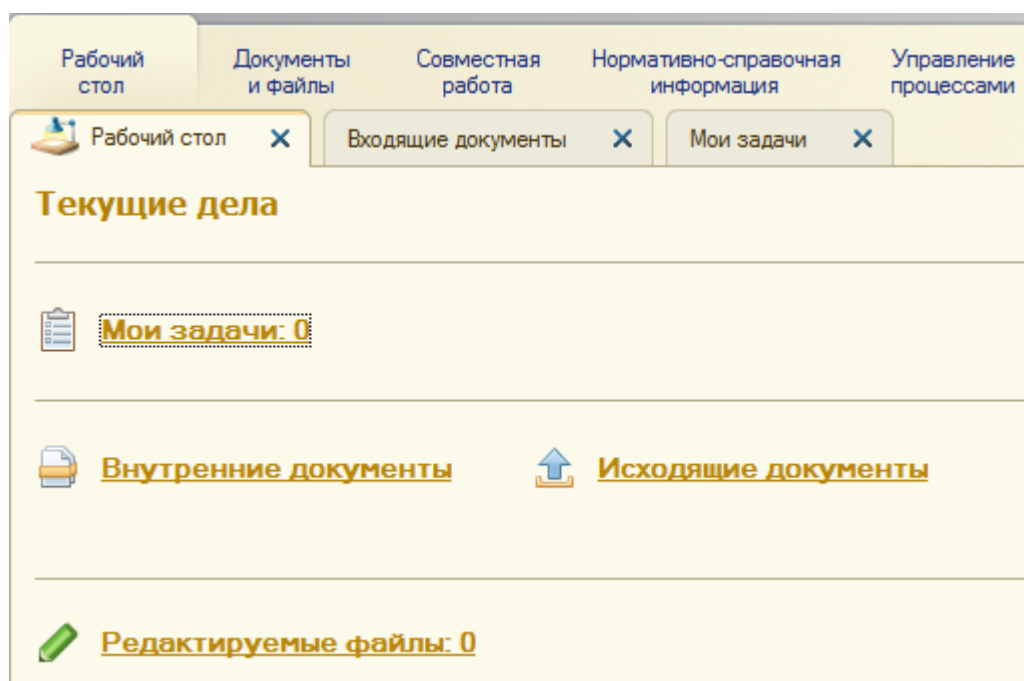 Рабочий стол
Документы и файлы
Совместная работа
Нормативно-справочная информация
Управление процессами
Рабочий стол
Входящие документы
Мои задачи
Текущие дела
Мои задачи: 0
Внутренние документы
Исходящие документы
Редактируемые файлы: 0